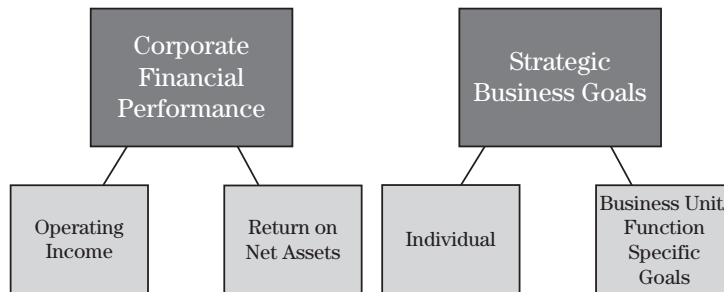 Corporate
Financial
Performance
Strategic
Business Goals
Operating
Income
Return on
Net Assets
Individual
Business Unit/
Function
Specific
Goals